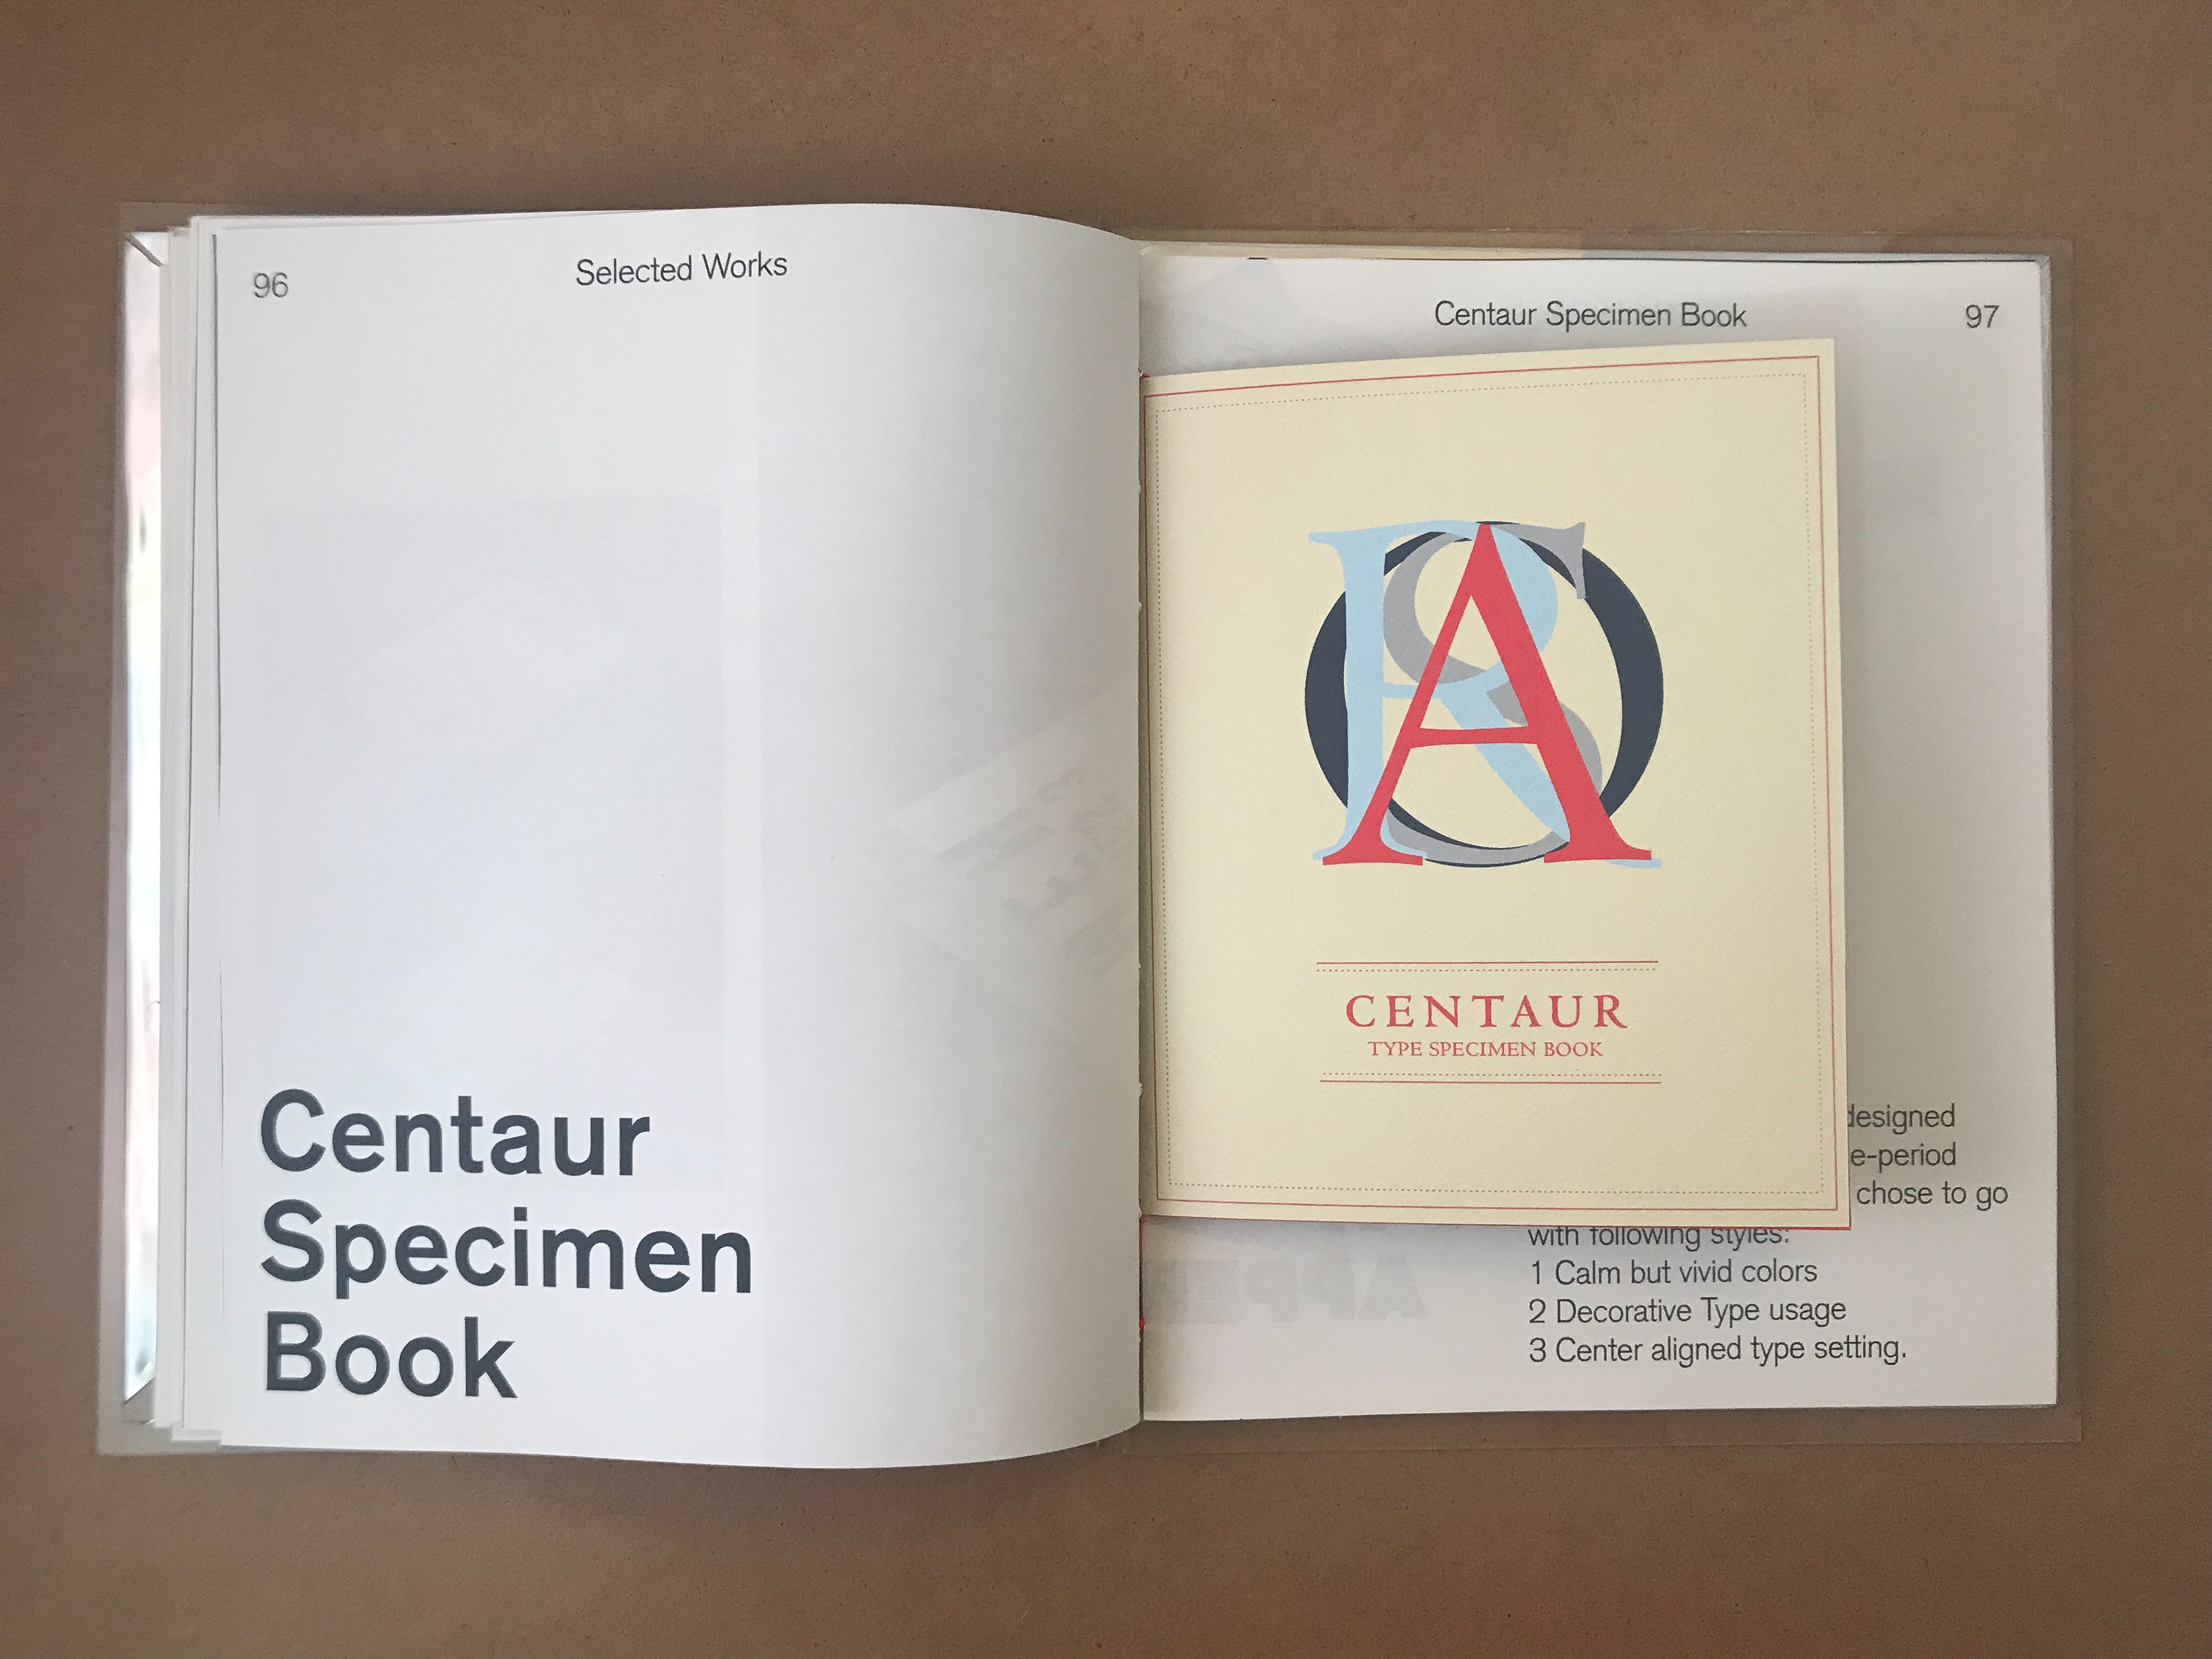 96
Selected Works
Centaur
Specimen
Book
Centaur Specimen Book
97
CENTAUR
TYPE SPECIMEN BOOK
designed
e-period
chose to go
with following styles:
1 Calm but vivid colors
2 Decorative Type usage
3 Center aligned type setting.